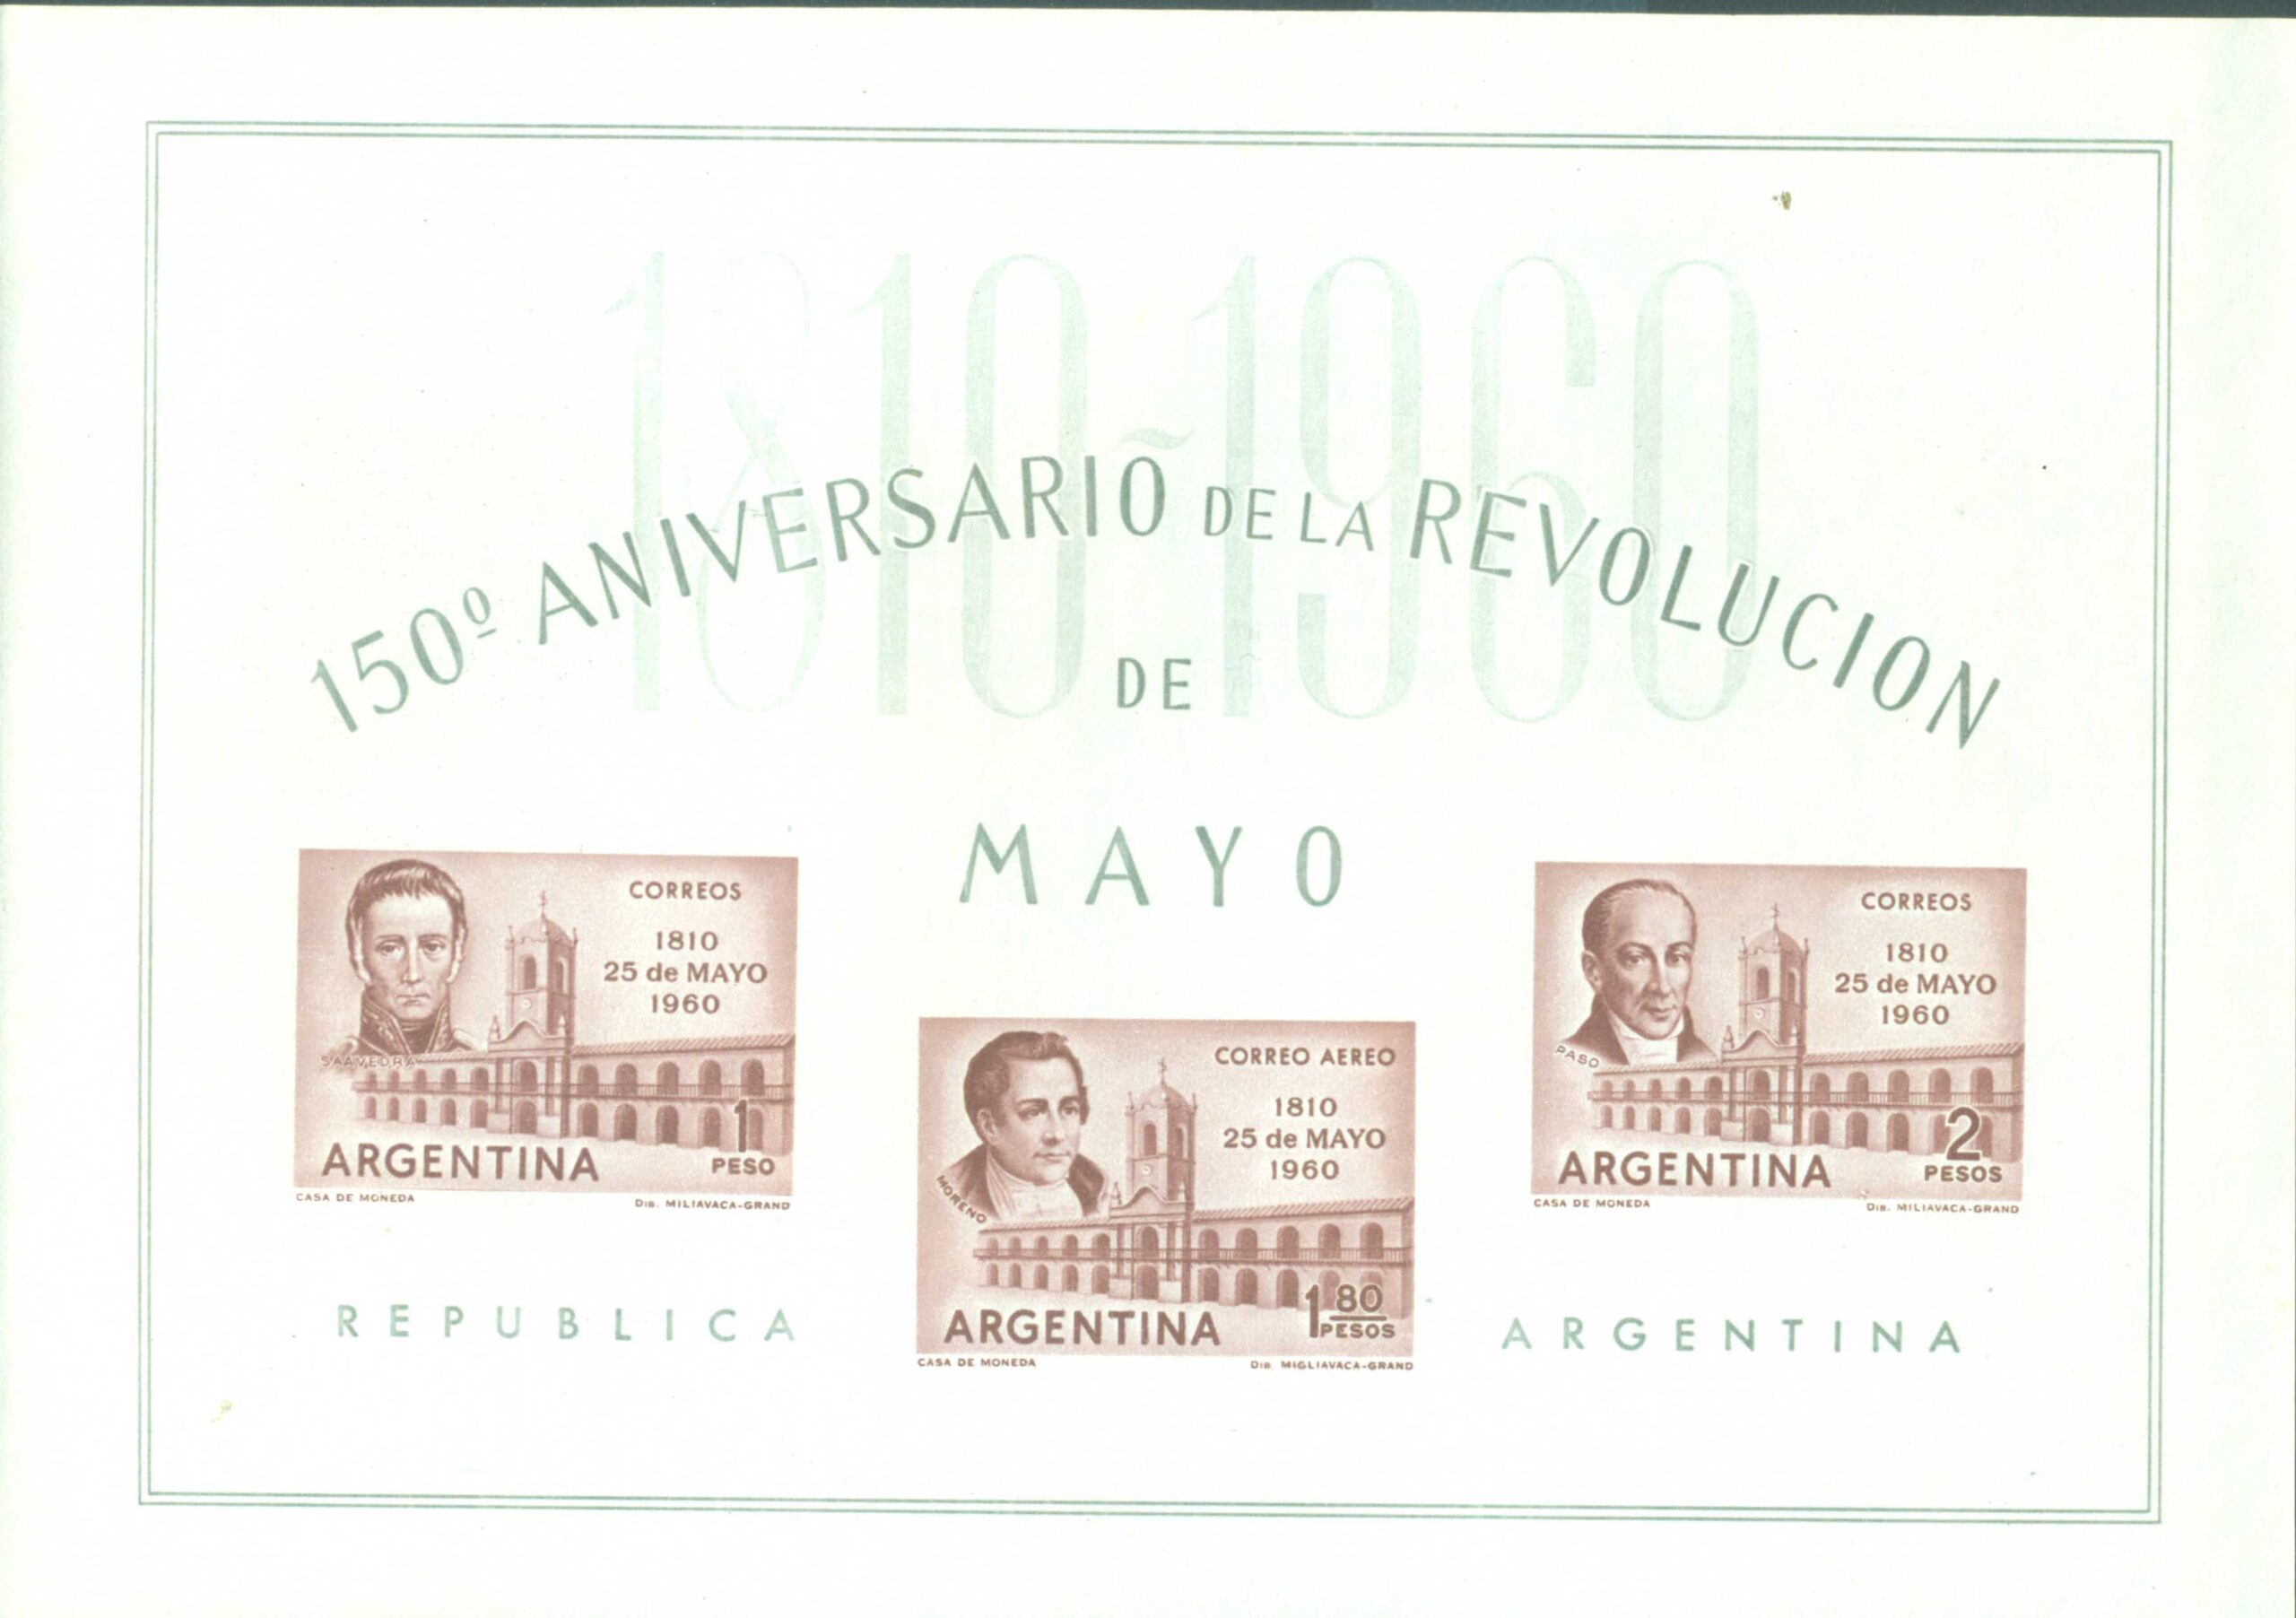 1810-1960
150º ANIVERSARIO DE LA REVOLUCION
DE
MAYO
CORREOS
1810
25 de MAYO
1960
SAAVEDRA
1
ARGENTINA PESO
CASA DE MONEDA DIB. MILIAVACA-GRAND
CORREO AEREO
1810
25 de MAYO
1960
MORENO
1 80
ARGENTINA PESOS
CASA DE MONEDA DIB. MIGLIAVACA-GRAND
CORREOS
1810
25 de MAYO
1960
PASO
2
ARGENTINA PESOS
CASA DE MONEDA DIB. MILIAVACA-GRAND
REPUBLICA ARGENTINA